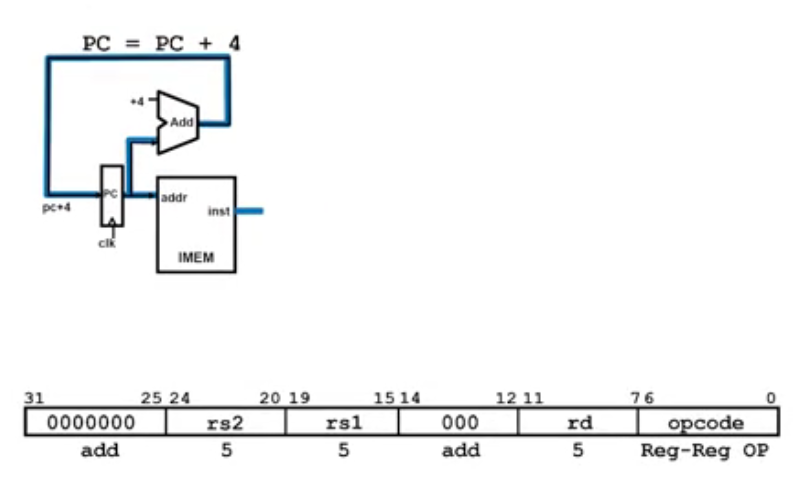 PC = PC + 4
+4
Add
PC
addr
pc+4
inst
clk
IMEM
31 25 24 20 19 15 14 12 11 7 6 0
0000000 rs2 rs1 000 rd opcode
add 5 5 add 5 Reg-Reg OP